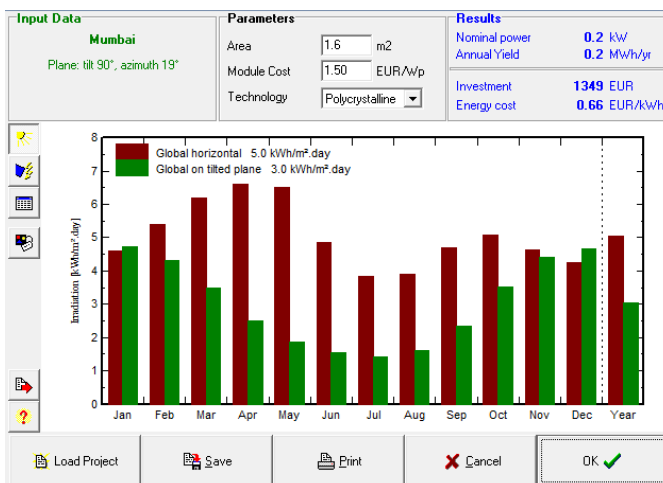 Input Data
Mumbai
Plane: tilt 90°, azimuth 19°
Parameters
Area 1.6 m2
Module Cost 1.50 EUR/Wp
Technology Polycrystalline
Results
Nominal power 0.2 kW
Annual Yield 0.2 MWh/yr
Investment 1349 EUR
Energy cost 0.66 EUR/kWh
Global horizontal 5.0 kWh/m².day
Global on tilted plane 3.0 kWh/m².day
Irradiation [kWh/m².day]
8
7
6
5
4
3
2
1
0
Jan Feb Mar Apr May Jun Jul Aug Sep Oct Nov Dec Year
?
Load Project Save Print Cancel OK